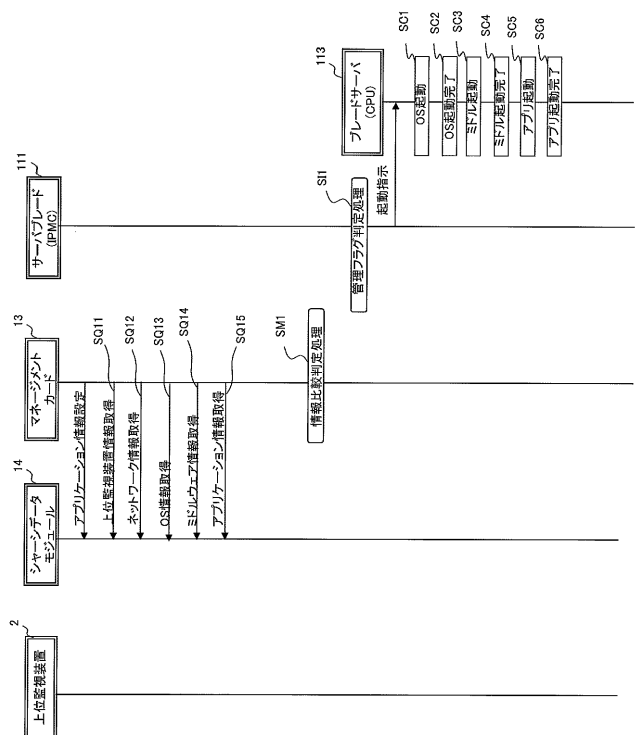 2
上位監視装置
14
シャーシデータ
モジュール
13
マネージメント
カード
111
サーバブレード
(IPMC)
113
ブレードサーバ
(CPU)
アプリケーション情報設定
上位監視装置情報取得
SQ11
ネットワーク情報取得
SQ12
OS情報取得
SQ13
ミドルウェア情報取得
SQ14
アプリケーション情報取得
SQ15
情報比較判定処理
SM1
管理フラグ判定処理
SI1
起動指示
OS起動
SC1
OS起動完了
SC2
ミドル起動
SC3
ミドル起動完了
SC4
アプリ起動
SC5
アプリ起動完了
SC6